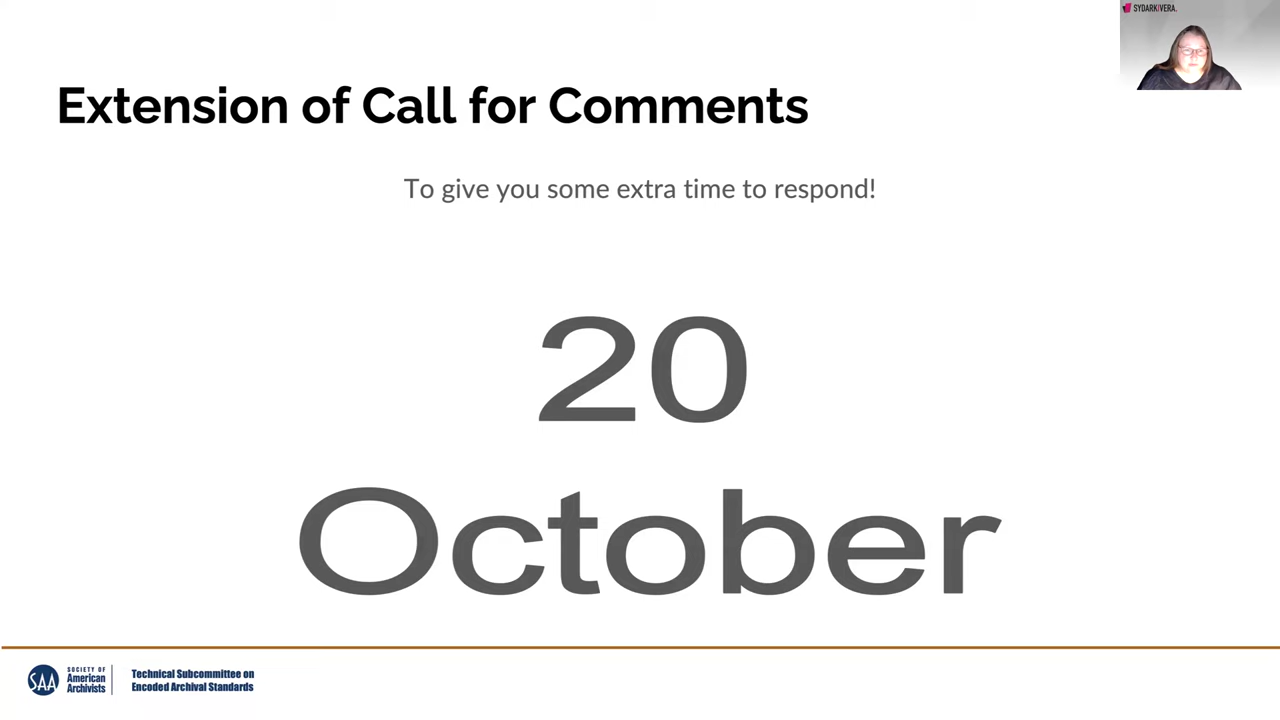 SYDARKIVERA.
Extension of Call for Comments
To give you some extra time to respond!
20
October
SAA
SOCIETY OF
American
Archivists
Technical Subcommittee on
Encoded Archival Standards